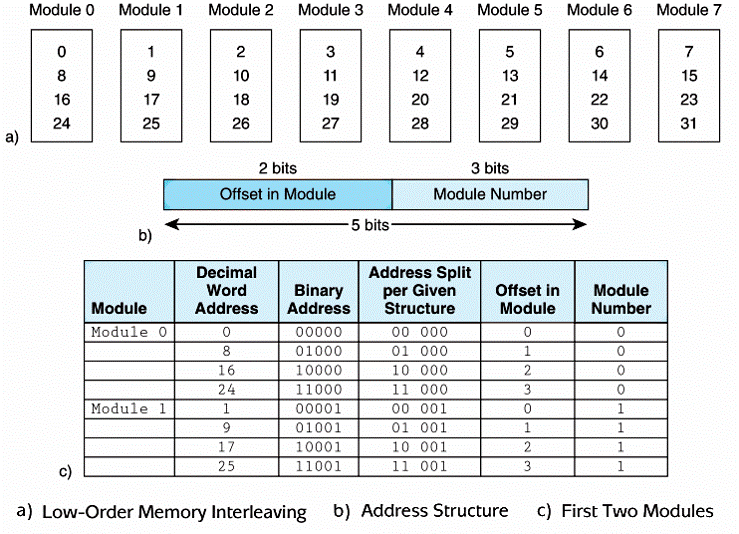 Module 0 Module 1 Module 2 Module 3 Module 4 Module 5 Module 6 Module 7
0 1 2 3 4 5 6 7
8 9 10 11 12 13 14 15
16 17 18 19 20 21 22 23
24 25 26 27 28 29 30 31
a)
2 bits 3 bits
Offset in Module Module Number
5 bits
b)
Module Decimal Word Address Binary Address Address Split per Given Structure Offset in Module Module Number
Module 0 0 00000 00 000 0 0
8 01000 01 000 1 0
16 10000 10 000 2 0
24 11000 11 000 3 0
Module 1 1 00001 00 001 0 1
9 01001 01 001 1 1
17 10001 10 001 2 1
25 11001 11 001 3 1
c)
a) Low-Order Memory Interleaving b) Address Structure c) First Two Modules